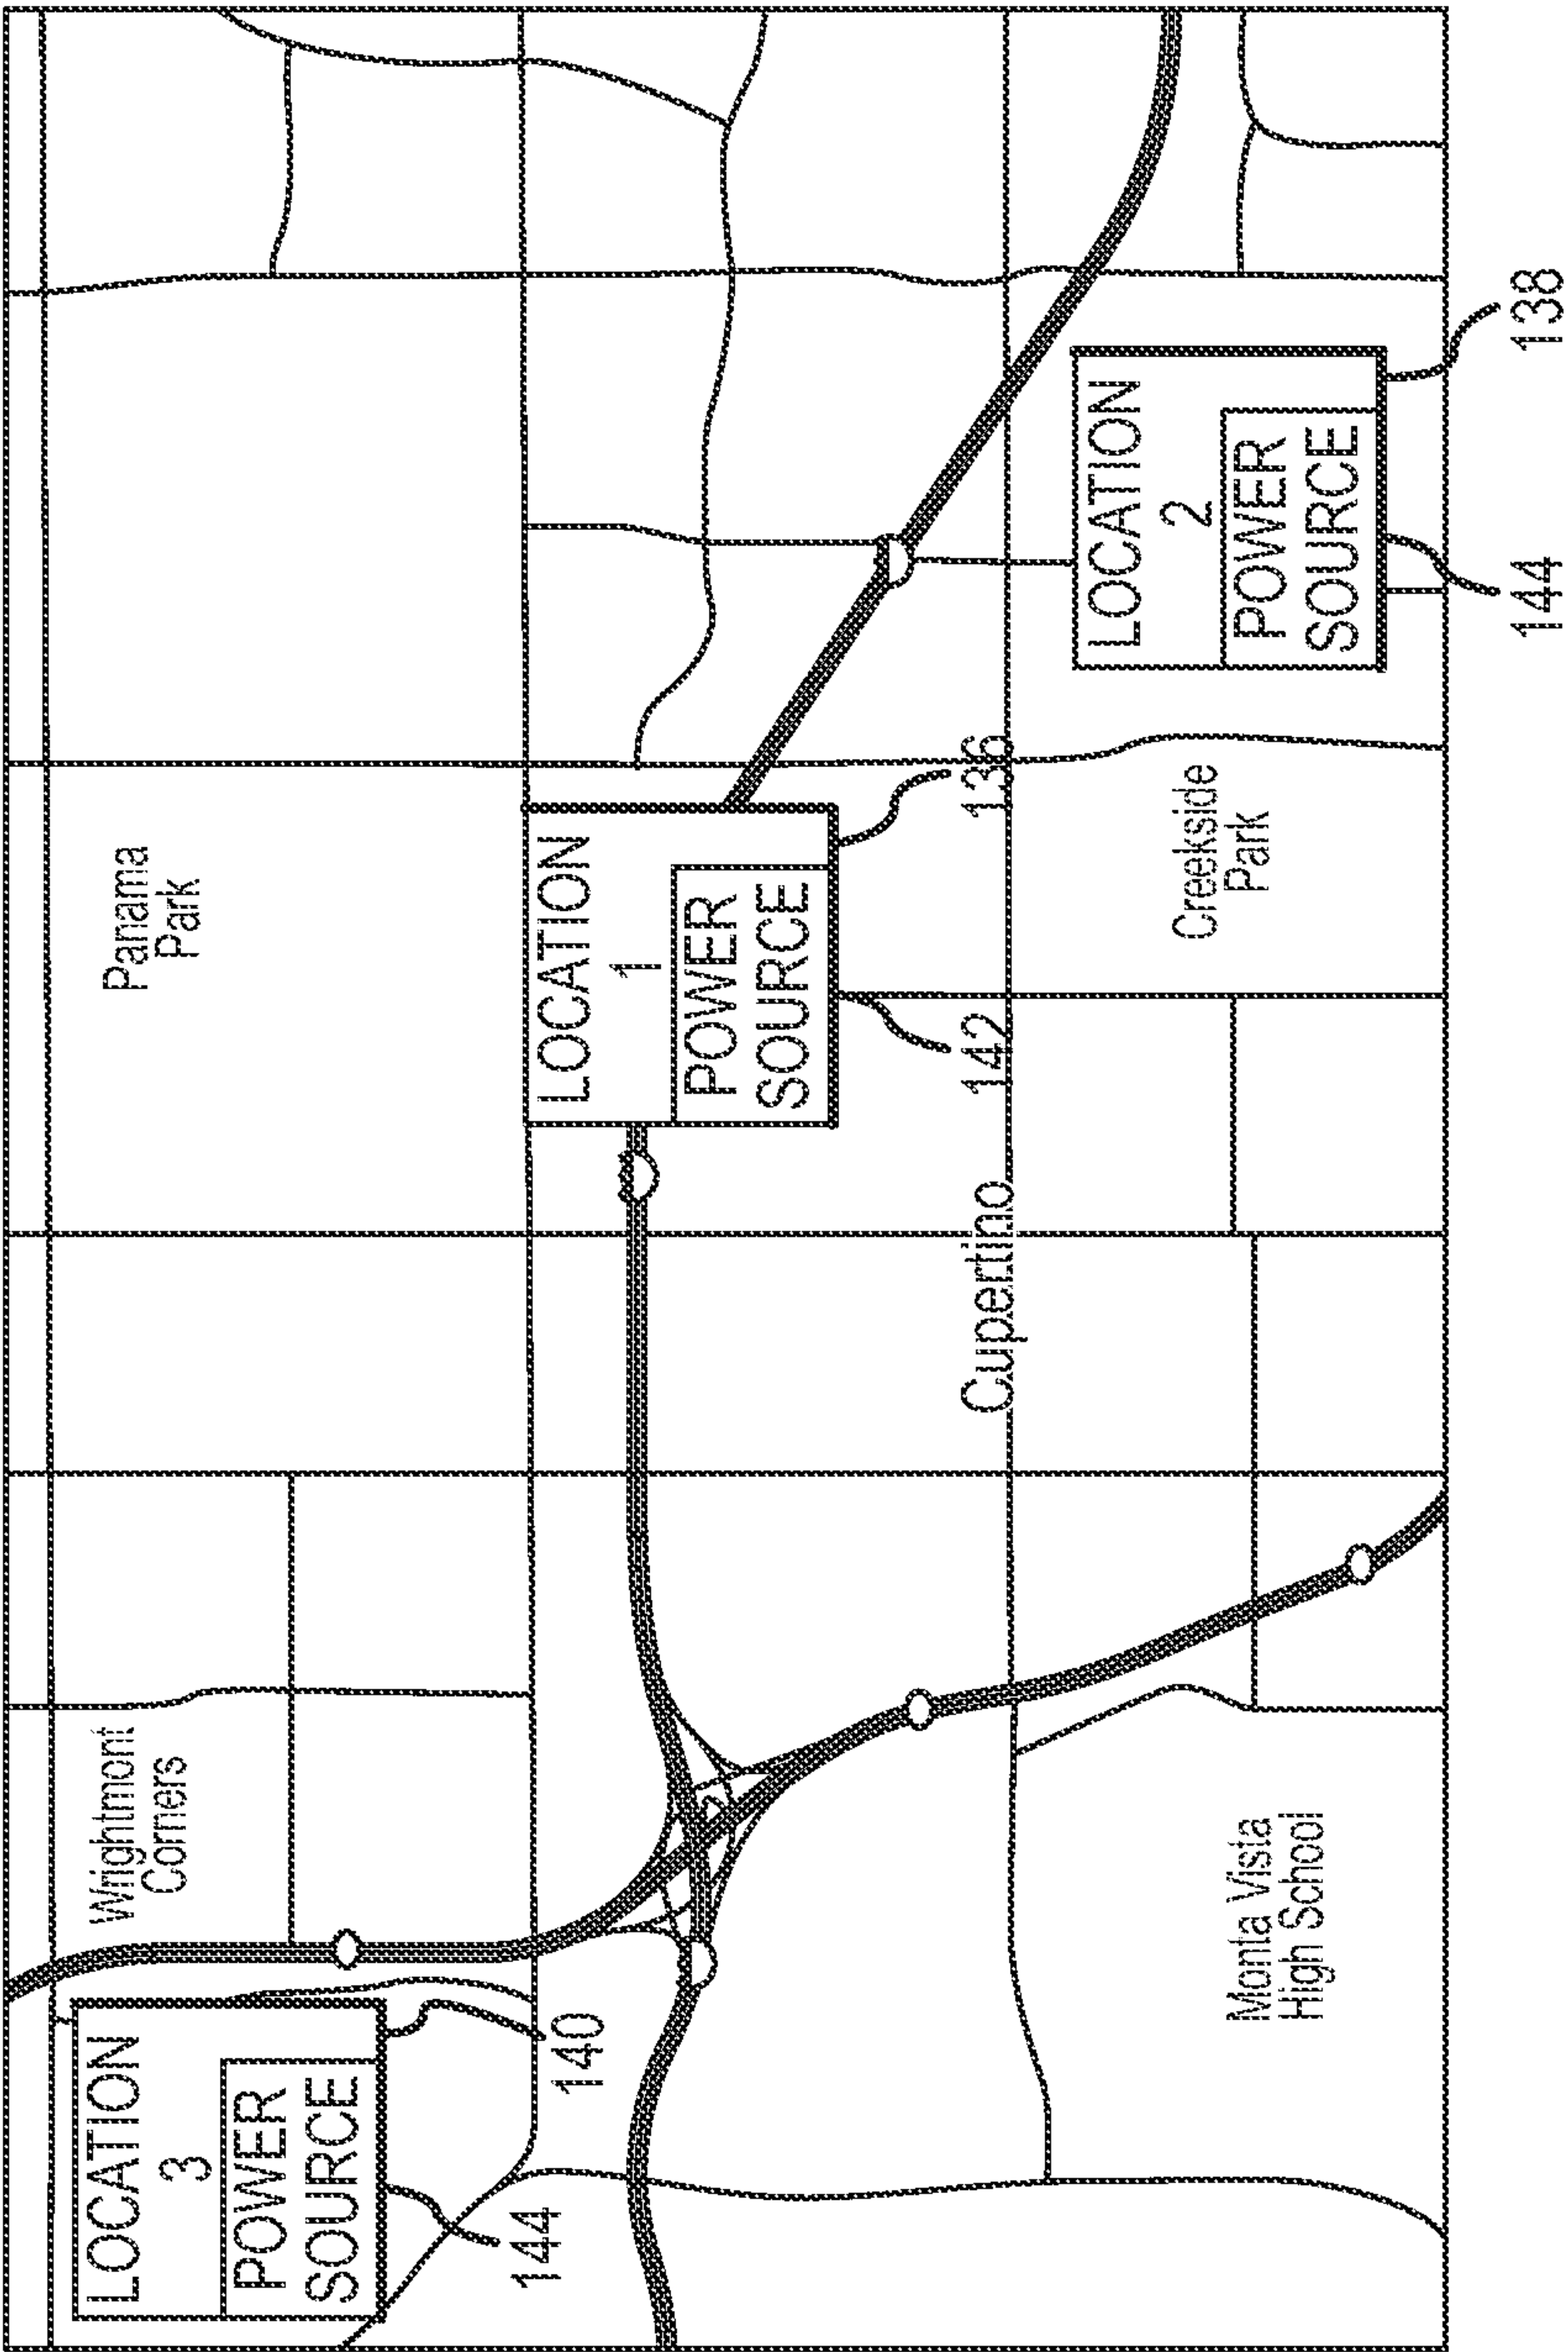 LOCATION
3
POWER
SOURCE
144
140
Wrightmont
Corners
Panama
Park
LOCATION
1
POWER
SOURCE
142
136
Cupertino
Monta Vista
High School
Creekside
Park
LOCATION
2
POWER
SOURCE
144
138